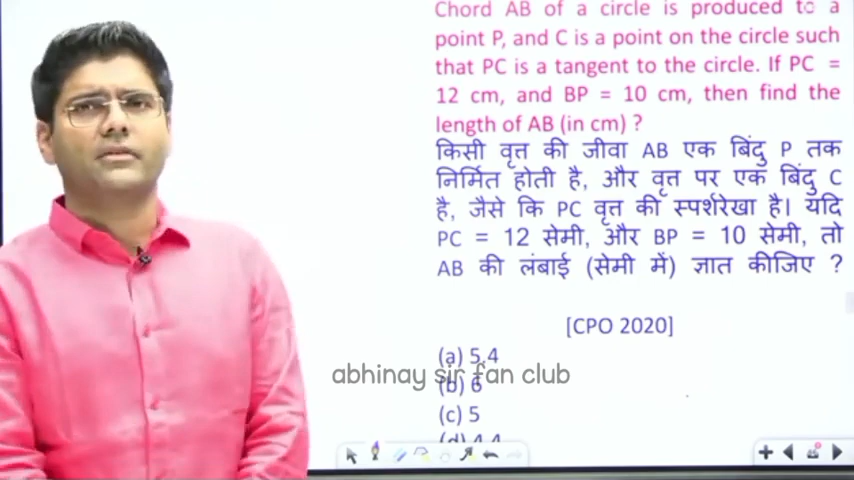 Chord AB of a circle is produced to a
point P, and C is a point on the circle such
that PC is a tangent to the circle. If PC =
12 cm, and BP = 10 cm, then find the
length of AB (in cm) ?
किसी वृत्त की जीवा AB एक बिंदु P तक
निर्मित होती है, और वृत्त पर एक बिंदु C
है, जैसे कि PC वृत्त की स्पर्शरेखा है। यदि
PC = 12 सेमी, और BP = 10 सेमी, तो
AB की लंबाई (सेमी में) ज्ञात कीजिए ?
[CPO 2020]
(a) 5.4
abhinay sir fan club
(b) 6
(c) 5
(d) 4.4